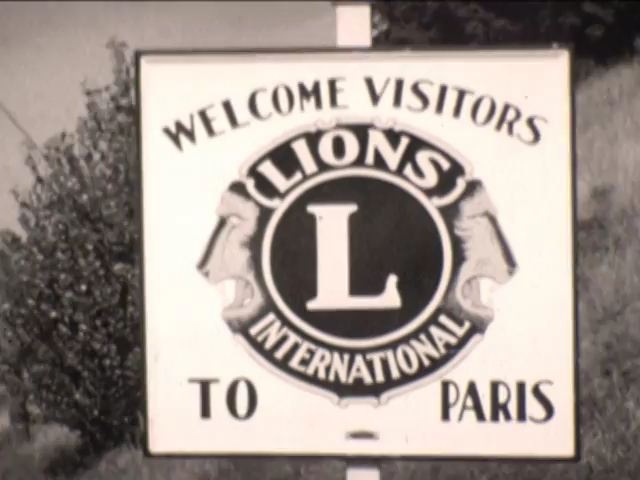 WELCOME VISITORS
LIONS
L
INTERNATIONAL
TO PARIS